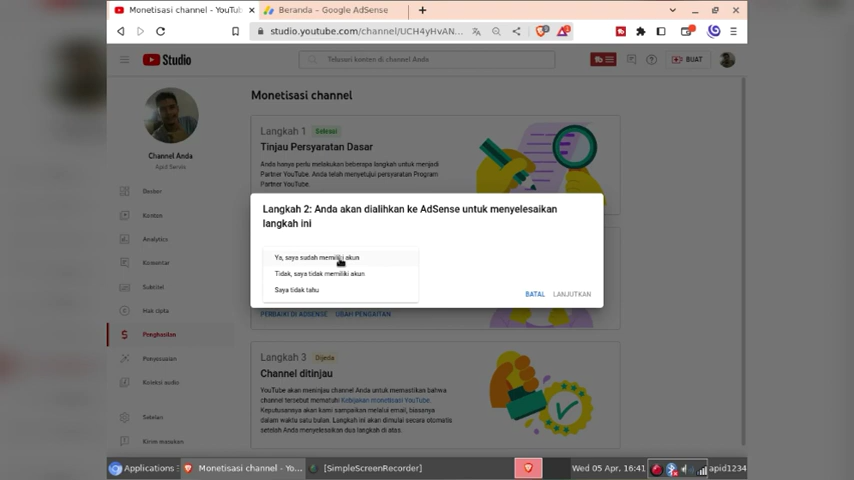 Monetisasi channel - YouTub
Beranda – Google AdSense
studio.youtube.com/channel/UCH4yHvAN...
Studio
Telusuri konten di channel Anda
BUAT
Monetisasi channel
Channel Anda
Apid Servis
Dasbor
Konten
Analytics
Komentar
Subtitel
Hak cipta
Penghasilan
Penyesuaian
Koleksi audio
Setelan
Kirim masukan
Langkah 1 Selesai
Tinjau Persyaratan Dasar
Anda hanya perlu melakukan beberapa langkah untuk menjadi
Partner YouTube. Anda telah menyetujui persyaratan Program
Partner YouTube.
Langkah 2: Anda akan dialihkan ke AdSense untuk menyelesaikan
langkah ini
Ya, saya sudah memiliki akun
Tidak, saya tidak memiliki akun
Saya tidak tahu
BATAL LANJUTKAN
PERBAIKI DI ADSENSE UBAH PENGAITAN
Langkah 3 Dijeda
Channel ditinjau
YouTube akan meninjau channel Anda untuk memastikan bahwa
channel tersebut mematuhi Kebijakan monetisasi YouTube.
Keputusannya akan kami sampaikan melalui email, biasanya
dalam waktu satu bulan. Langkah ini akan dimulai secara otomatis
setelah Anda menyelesaikan dua langkah di atas.
Applications
Monetisasi channel - Yo...
[SimpleScreenRecorder]
Wed 05 Apr, 16:41
apid1234